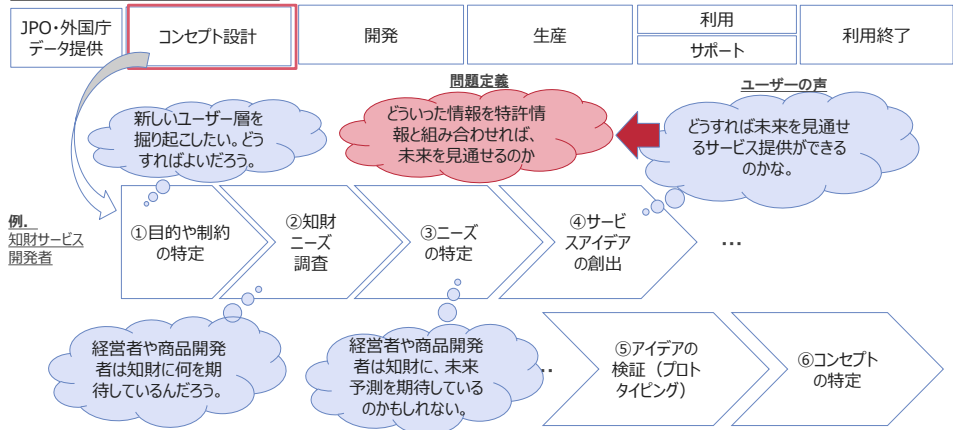 JPO・外国庁
データ提供
コンセプト設計
開発
生産
利用
サポート
利用終了
問題定義
ユーザーの声
新しいユーザー層を
掘り起こしたい。どう
すればよいだろう。
どういった情報を特許情
報と組み合わせれば、
未来を見通せるのか
どうすれば未来を見通せ
るサービス提供ができる
のかな。
例.
知財サービス
開発者
①目的や制約
の特定
②知財
ニーズ
調査
③ニーズ
の特定
④サービ
スアイデア
の創出
…
経営者や商品開発
者は知財に何を期
待しているんだろう。
経営者や商品開発
者は知財に、未来
予測を期待している
のかもしれない。
..
⑤アイデアの
検証（プロト
タイピング）
⑥コンセプト
の特定